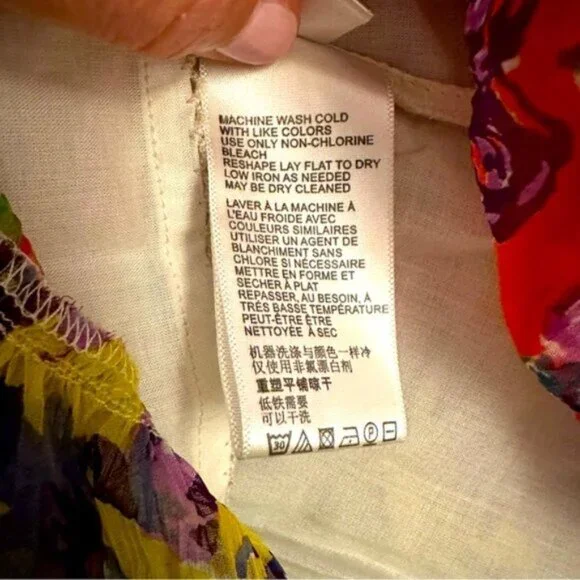 MACHINE WASH COLD
WITH LIKE COLORS
USE ONLY NON-CHLORINE
BLEACH
RESHAPE LAY FLAT TO DRY
LOW IRON AS NEEDED
MAY BE DRY CLEANED
LAVER À LA MACHINE À
L'EAU FROIDE AVEC
COULEURS SIMILAIRES
UTILISER UN AGENT DE
BLANCHIMENT SANS
CHLORE SI NÉCESSAIRE
METTRE EN FORME ET
SECHER À PLAT
REPASSER, AU BESOIN, À
TRÈS BASSE TEMPÉRATURE
PEUT-ÊTRE ÊTRE
NETTOYÉE À SEC
机器洗涤与颜色一样冷
仅使用非氯漂白剂
重塑平铺晾干
低铁需要
可以干洗
30 P